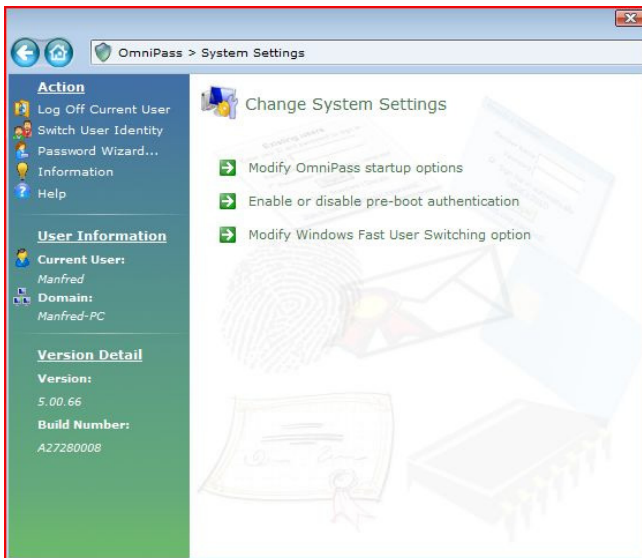 OmniPass > System Settings
Action
Log Off Current User
Switch User Identity
Password Wizard...
Information
Help
User Information
Current User:
Manfred
Domain:
Manfred-PC
Version Detail
Version:
5.00.66
Build Number:
A27280008
Change System Settings
Existing users
Modify OmniPass startup options
Enable or disable pre-boot authentication
Modify Windows Fast User Switching option